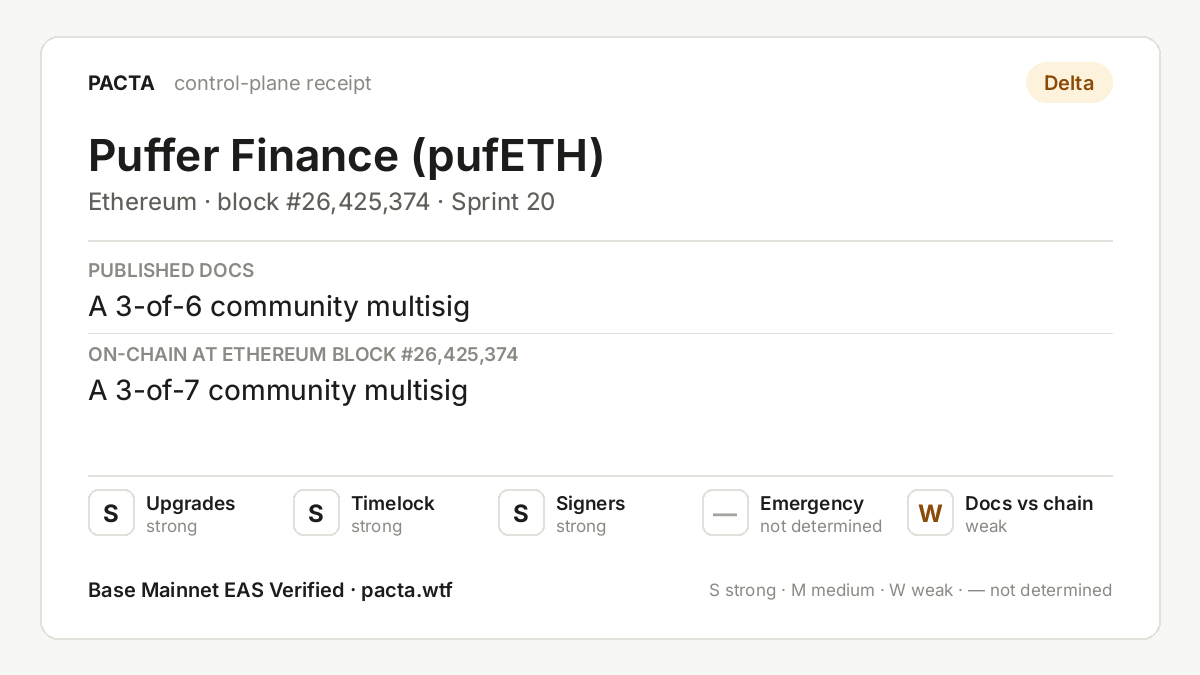 PACTA control-plane receipt
Delta
Puffer Finance (pufETH)
Ethereum · block #26,425,374 · Sprint 20
PUBLISHED DOCS
A 3-of-6 community multisig
ON-CHAIN AT ETHEREUM BLOCK #26,425,374
A 3-of-7 community multisig
S Upgrades
strong
S Timelock
strong
S Signers
strong
— Emergency
not determined
W Docs vs chain
weak
Base Mainnet EAS Verified · pacta.wtf
S strong · M medium · W weak · — not determined